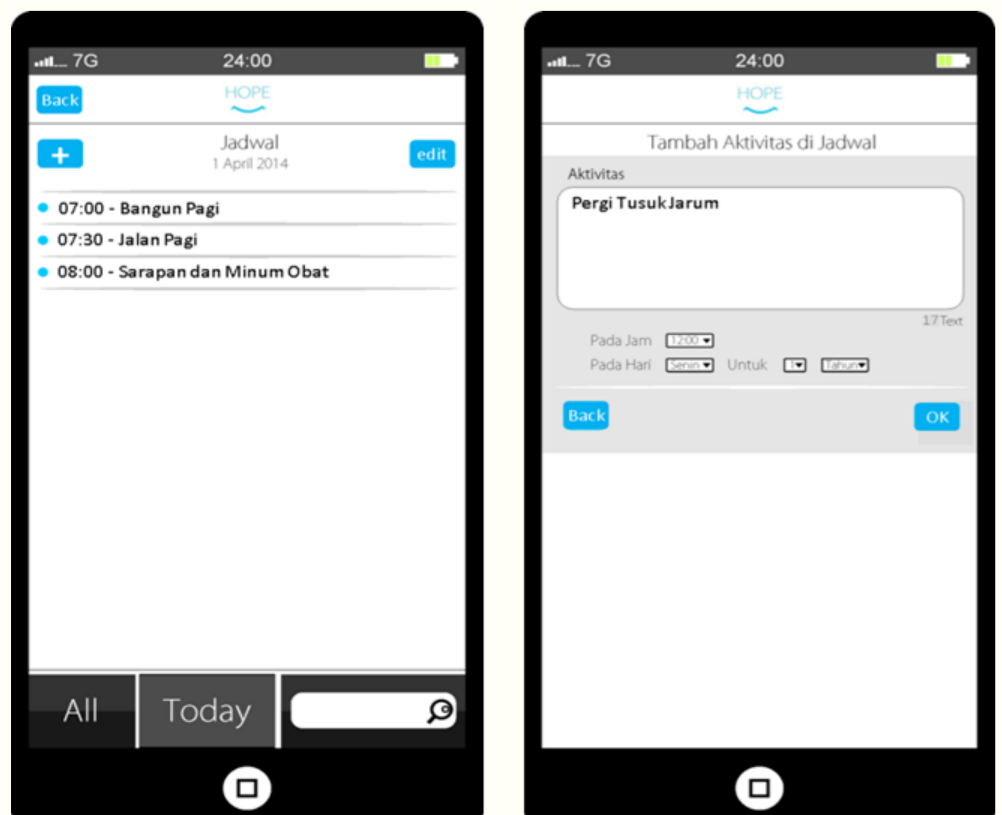 7G 24:00
Back HOPE
+ Jadwal edit
1 April 2014
07:00 - Bangun Pagi
07:30 - Jalan Pagi
08:00 - Sarapan dan Minum Obat
All Today
7G 24:00
HOPE
Tambah Aktivitas di Jadwal
Aktivitas
Pergi Tusuk Jarum
17 Text
Pada Jam 12:00
Pada Hari Senin Untuk 1 Tahun
Back OK